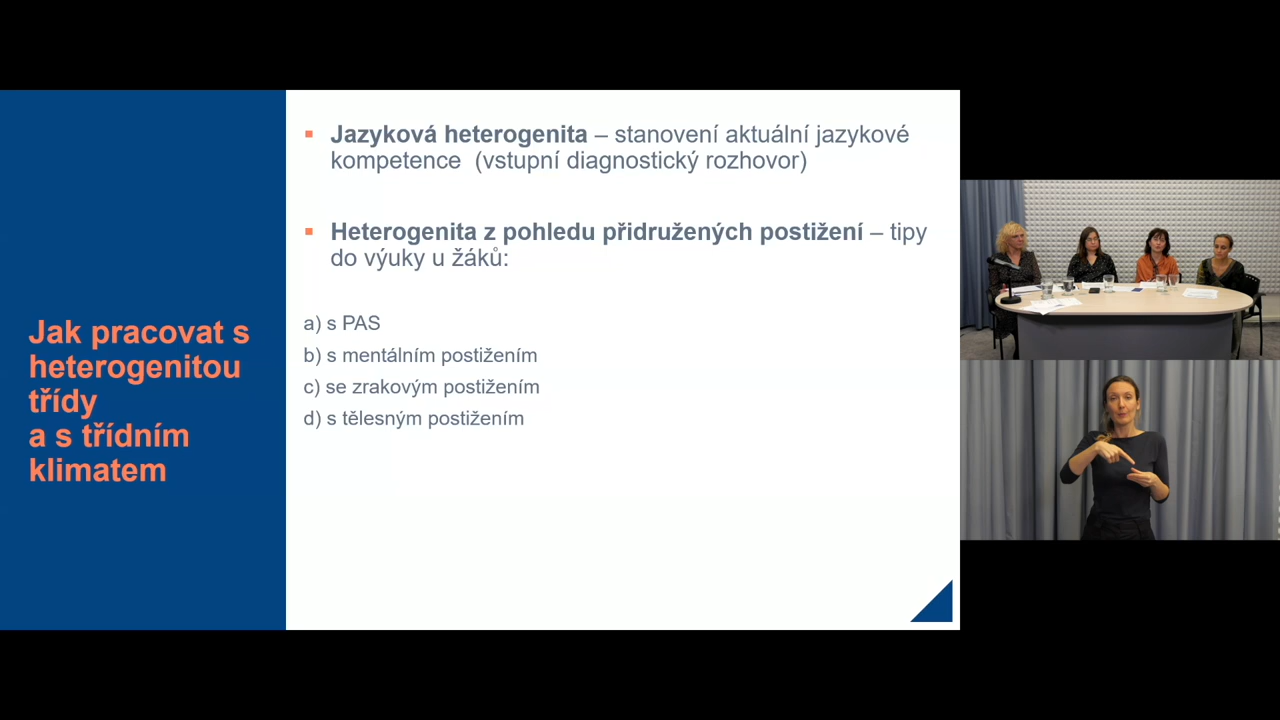 Jak pracovat s
heterogenitou
třídy
a s třídním
klimatem
▪ Jazyková heterogenita – stanovení aktuální jazykové
kompetence (vstupní diagnostický rozhovor)
▪ Heterogenita z pohledu přidružených postižení – tipy
do výuky u žáků:
a) s PAS
b) s mentálním postižením
c) se zrakovým postižením
d) s tělesným postižením